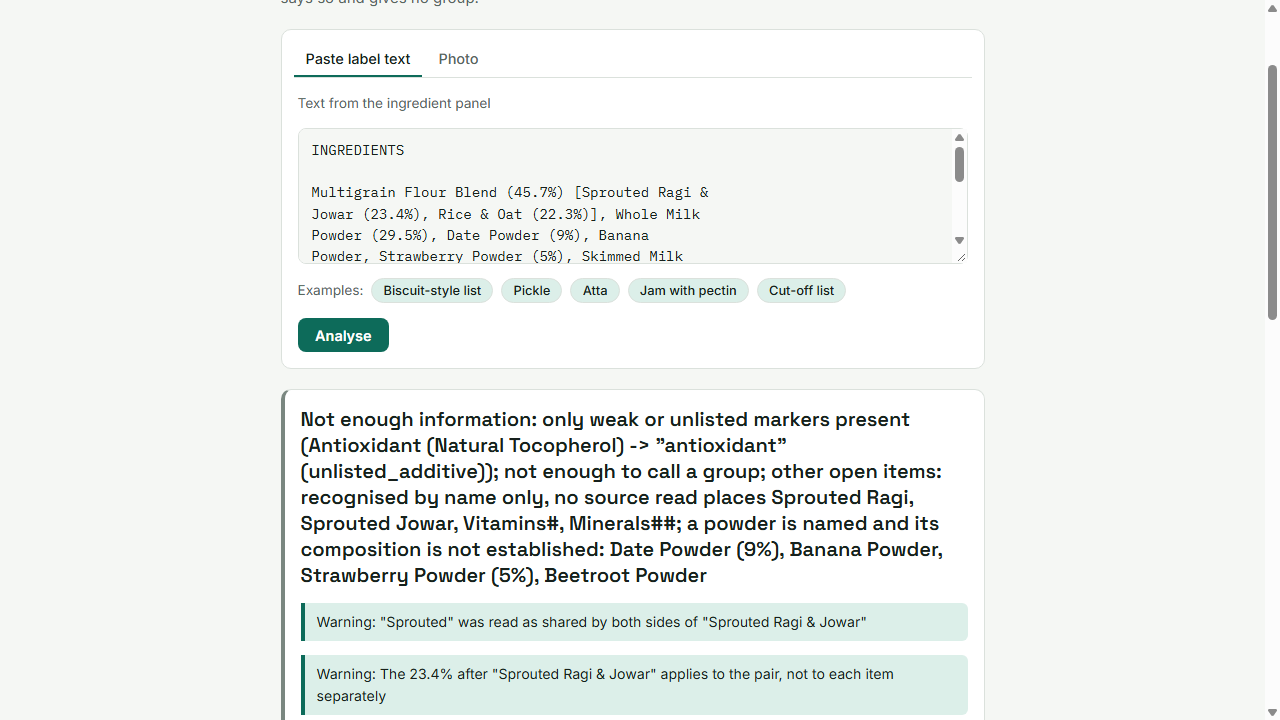 says so and gives no group.
Paste label text
Photo
Text from the ingredient panel
INGREDIENTS
Multigrain Flour Blend (45.7%) [Sprouted Ragi &
Jowar (23.4%), Rice & Oat (22.3%)], Whole Milk
Powder (29.5%), Date Powder (9%), Banana
Powder, Strawberry Powder (5%), Skimmed Milk
Examples:
Biscuit-style list
Pickle
Atta
Jam with pectin
Cut-off list
Analyse
Not enough information: only weak or unlisted markers present
(Antioxidant (Natural Tocopherol) -> "antioxidant"
(unlisted_additive)); not enough to call a group; other open items:
recognised by name only, no source read places Sprouted Ragi,
Sprouted Jowar, Vitamins#, Minerals##; a powder is named and its
composition is not established: Date Powder (9%), Banana Powder,
Strawberry Powder (5%), Beetroot Powder
Warning: "Sprouted" was read as shared by both sides of "Sprouted Ragi & Jowar"
Warning: The 23.4% after "Sprouted Ragi & Jowar" applies to the pair, not to each item
separately